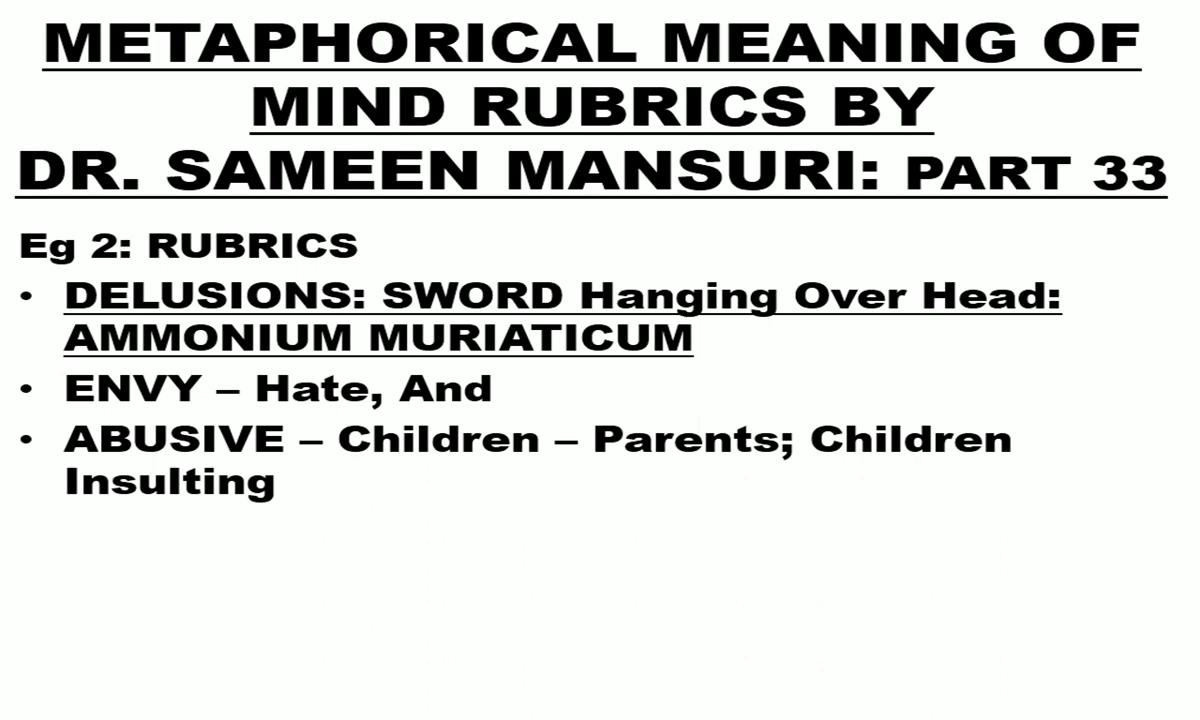 METAPHORICAL MEANING OF
MIND RUBRICS BY
DR. SAMEEN MANSURI: PART 33
Eg 2: RUBRICS
• DELUSIONS: SWORD Hanging Over Head:
AMMONIUM MURIATICUM
• ENVY – Hate, And
• ABUSIVE – Children – Parents; Children
Insulting